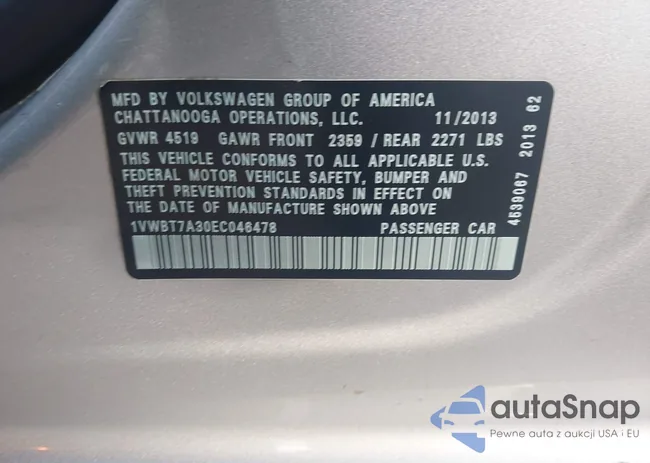 MFD BY VOLKSWAGEN GROUP OF AMERICA
CHATTANOOGA OPERATIONS, LLC. 11/2013
GVWR 4519 GAWR FRONT 2359 / REAR 2271 LBS
THIS VEHICLE CONFORMS TO ALL APPLICABLE U.S.
FEDERAL MOTOR VEHICLE SAFETY, BUMPER AND
THEFT PREVENTION STANDARDS IN EFFECT ON
THE DATE OF MANUFACTURE SHOWN ABOVE
1VWBT7A30EC046478 PASSENGER CAR
4539067 2013 62
autaSnap
Pewne auta z aukcji USA i EU